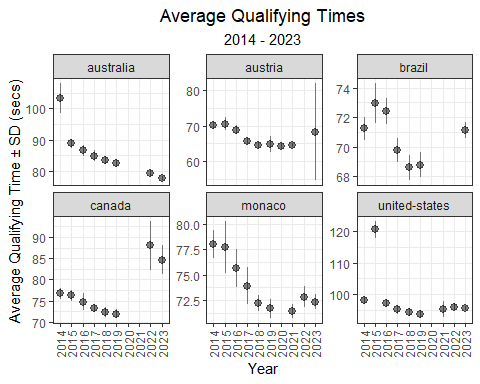 Average Qualifying Times
2014 - 2023
australia austria brazil
100
90
80
80
70
60
74
72
70
68
canada monaco united-states
90
85
80
75
70
80.0
77.5
75.0
72.5
120
110
100
2014 2015 2016 2017 2018 2019 2020 2021 2022 2023
2014 2015 2016 2017 2018 2019 2020 2021 2022 2023
2014 2015 2016 2017 2018 2019 2020 2021 2022 2023
Year
Average Qualifying Time ± SD (secs)